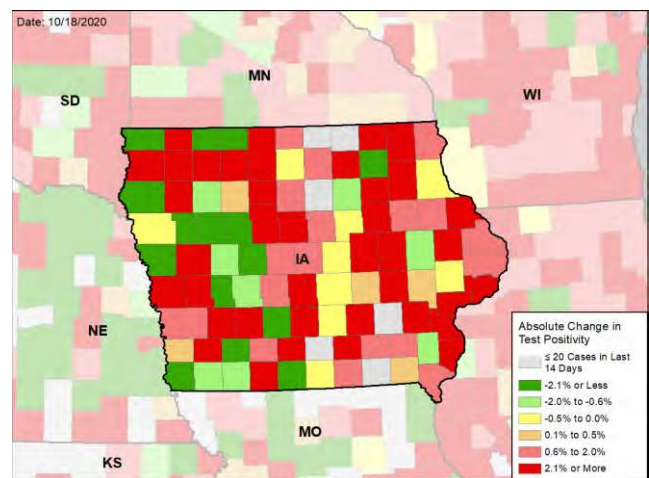 Date: 10/18/2020
MN
SD
WI
IA
NE
MO
KS
Absolute Change in
Test Positivity
≤ 20 Cases in Last
14 Days
-2.1% or Less
-2.0% to -0.6%
-0.5% to 0.0%
0.1% to 0.5%
0.6% to 2.0%
2.1% or More